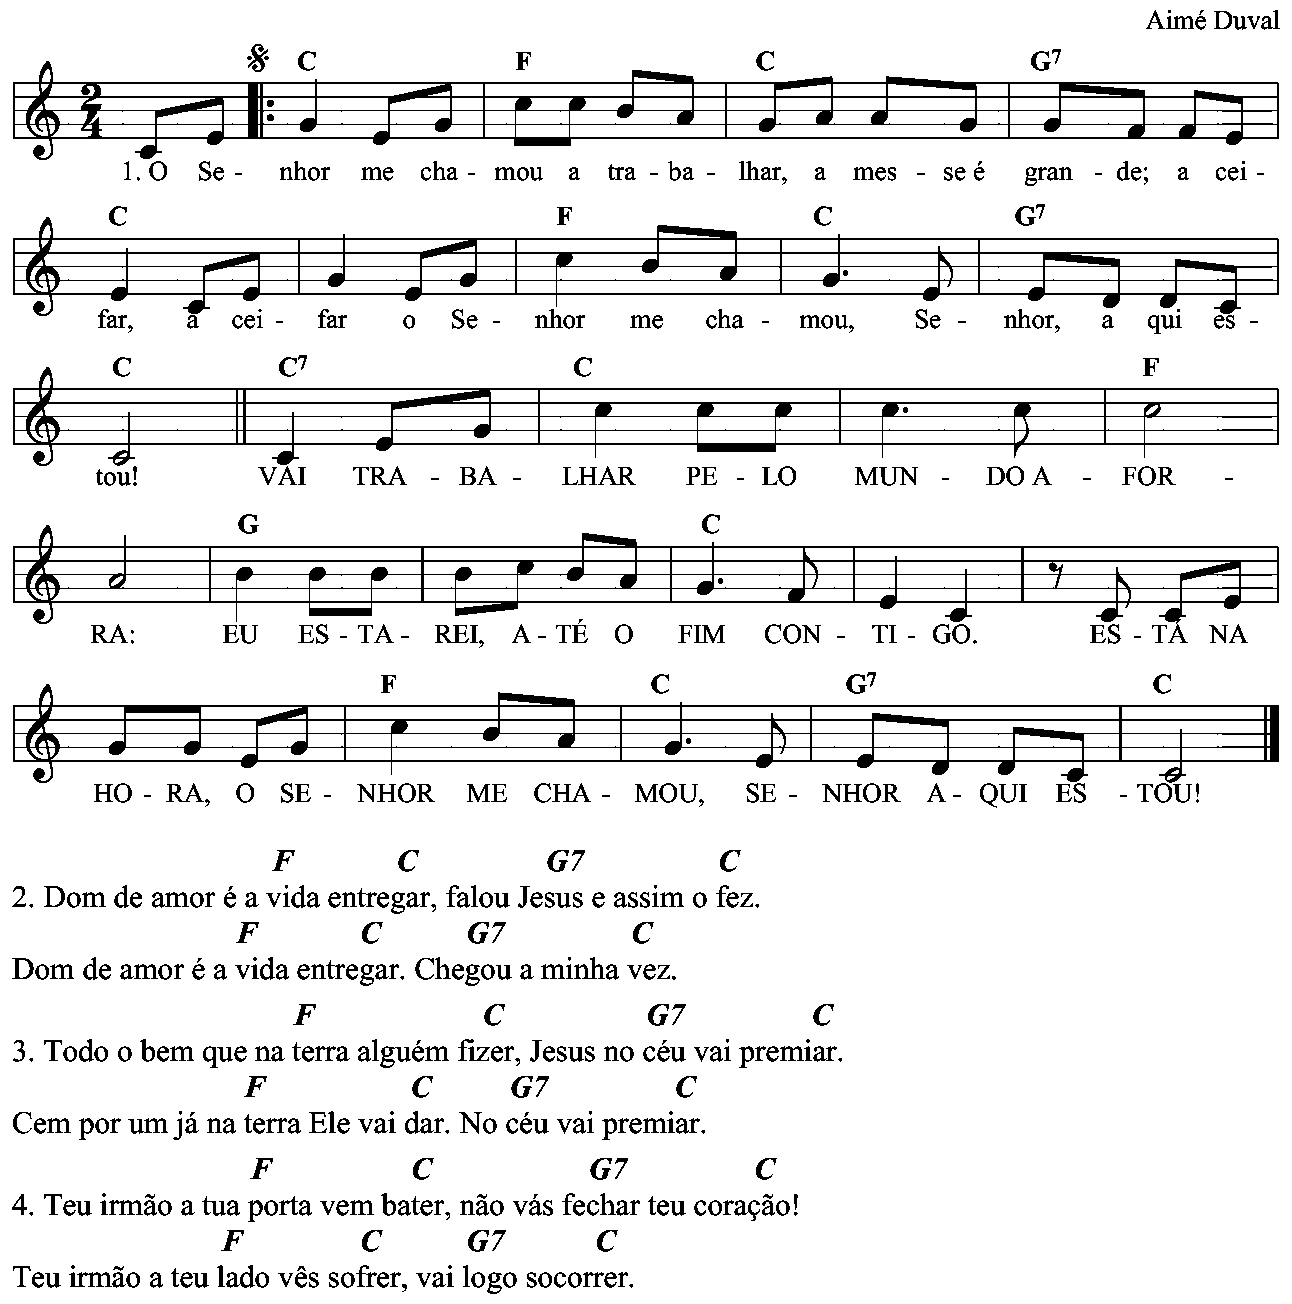 Aimé Duval
C F C G7
2 4
1. O Se - nhor me cha - mou a tra - ba - lhar, a mes - se é gran - de; a cei -
C F C G7
far, a cei - far o Se - nhor me cha - mou, Se - nhor, a qui es -
C C7 C F
tou! VAI TRA - BA - LHAR PE - LO MUN - DO A - FOR -
G C
RA: EU ES - TA - REI, A - TÉ O FIM CON - TI - GO. ES - TÁ NA
F C G7 C
HO - RA, O SE - NHOR ME CHA - MOU, SE - NHOR A - QUI ES - TOU!
F C G7 C
2. Dom de amor é a vida entregar, falou Jesus e assim o fez.
F C G7 C
Dom de amor é a vida entregar. Chegou a minha vez.
F C G7 C
3. Todo o bem que na terra alguém fizer, Jesus no céu vai premiar.
F C G7 C
Cem por um já na terra Ele vai dar. No céu vai premiar.
F C G7 C
4. Teu irmão a tua porta vem bater, não vás fechar teu coração!
F C G7 C
Teu irmão a teu lado vês sofrer, vai logo socorrer.